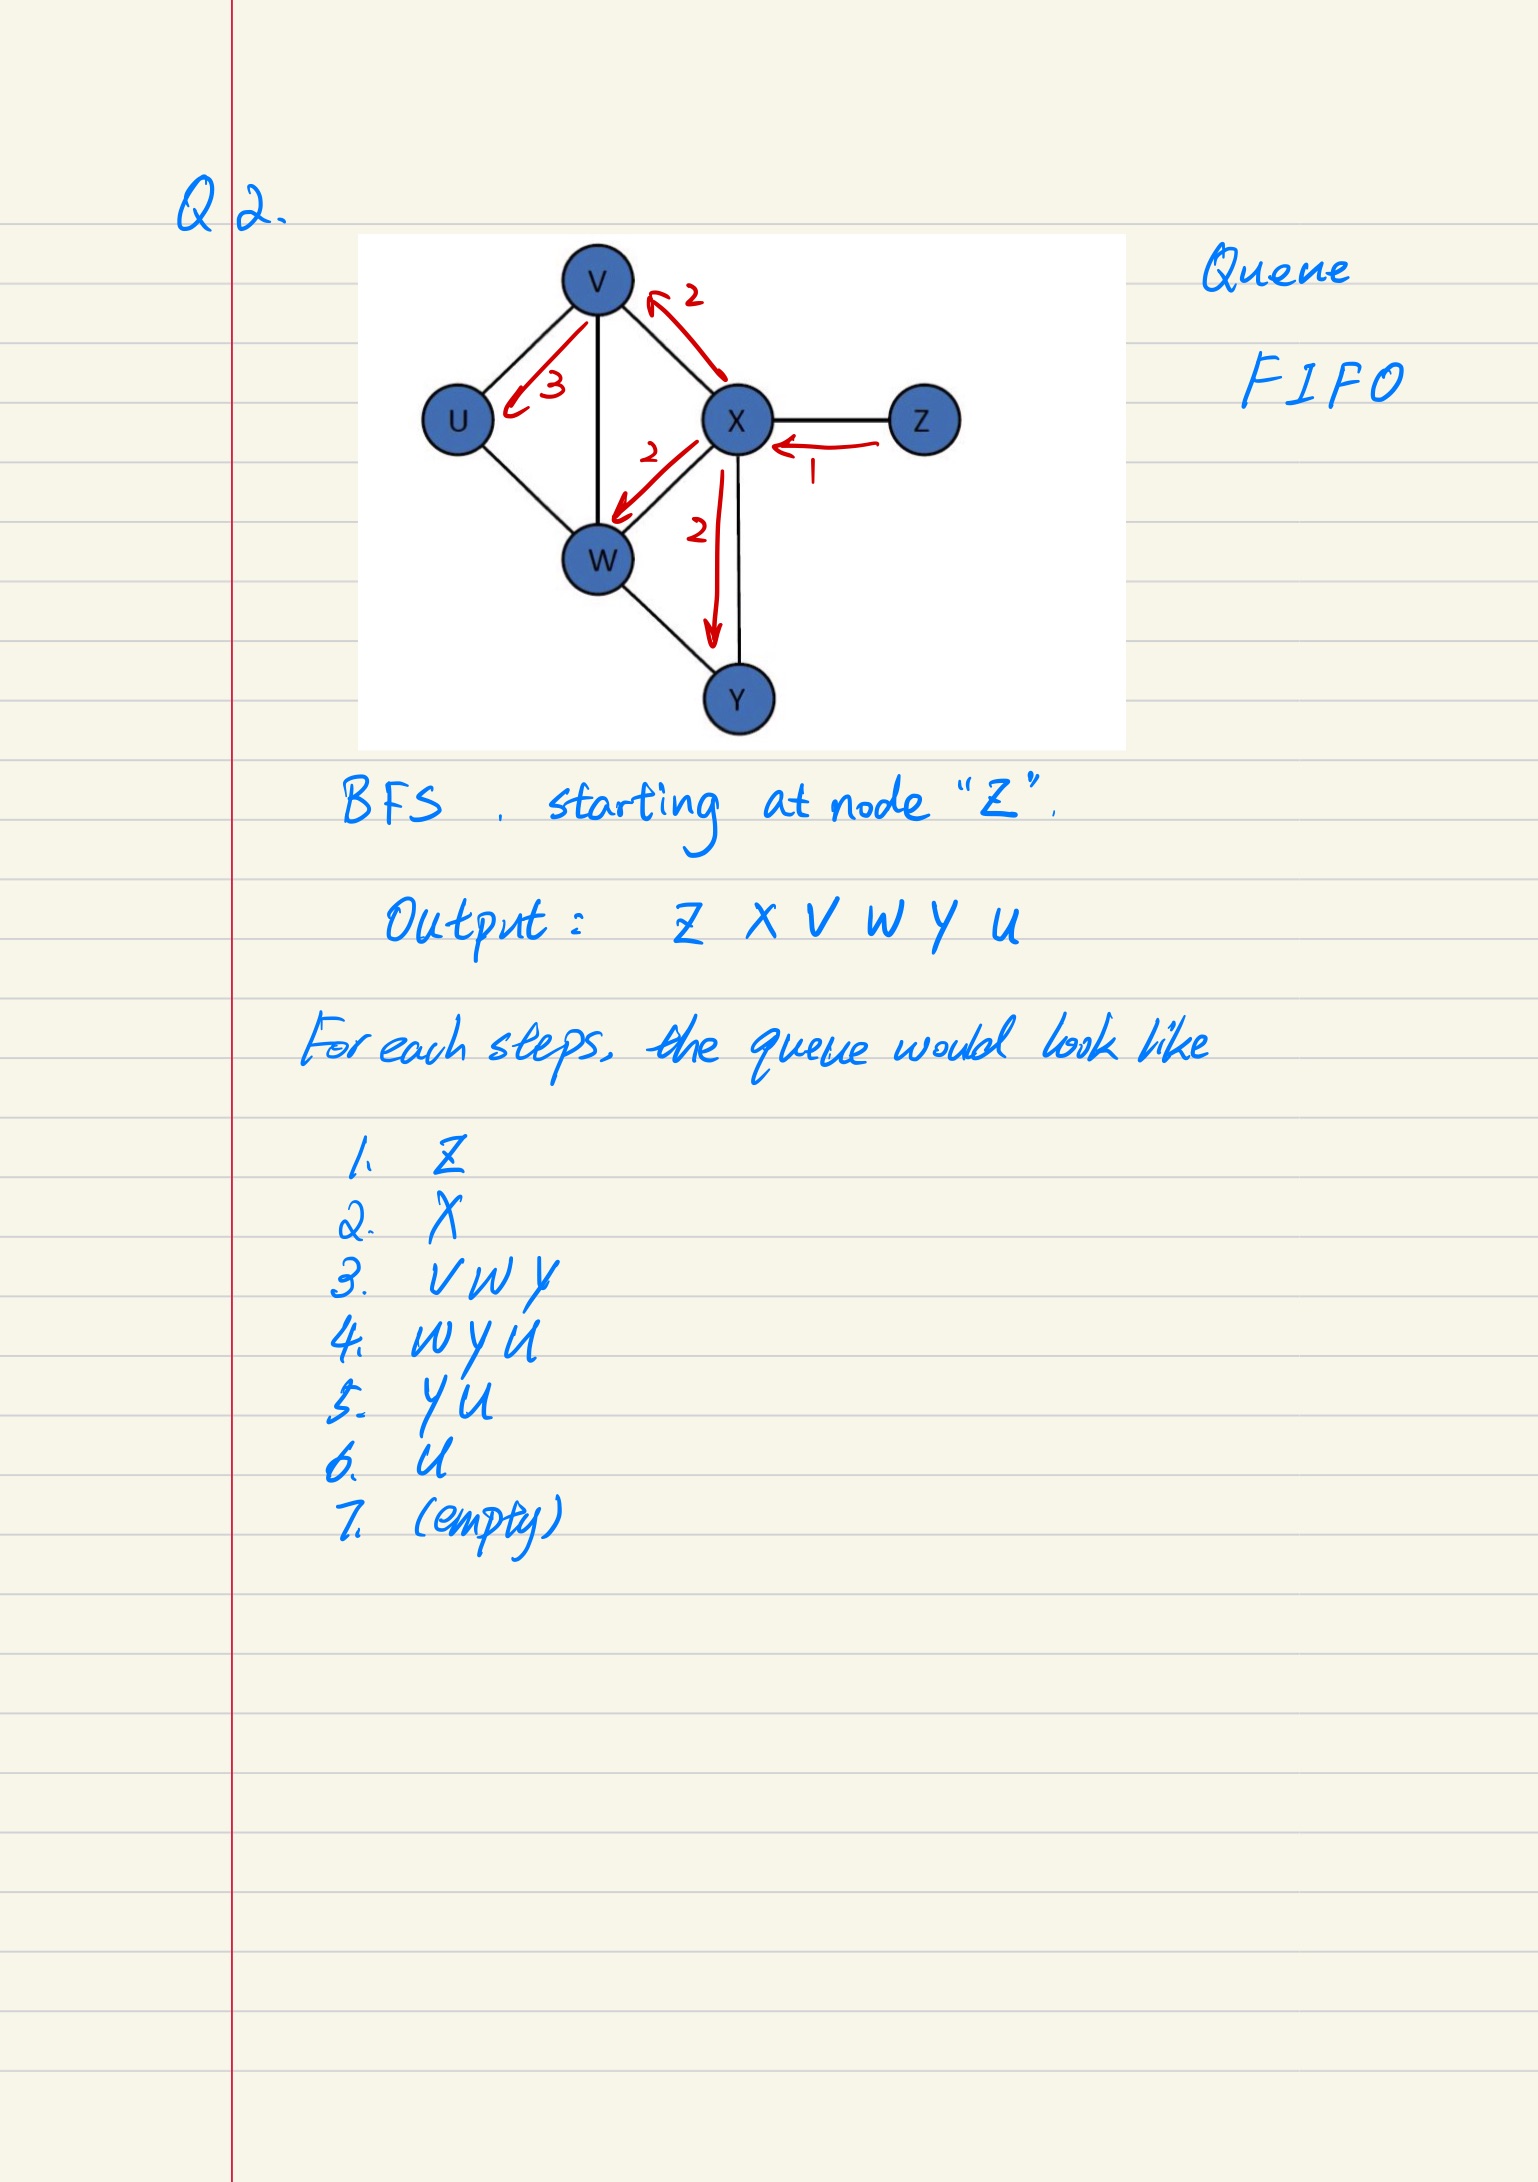 Q2.
Queue
FIFO
V
2
3
U
X
Z
2
1
2
W
Y
BFS . starting at node "Z".
Output : Z X V W Y U
For each steps, the queue would look like
1. Z
2. X
3. V W Y
4. W Y U
5. Y U
6. U
7. (empty)